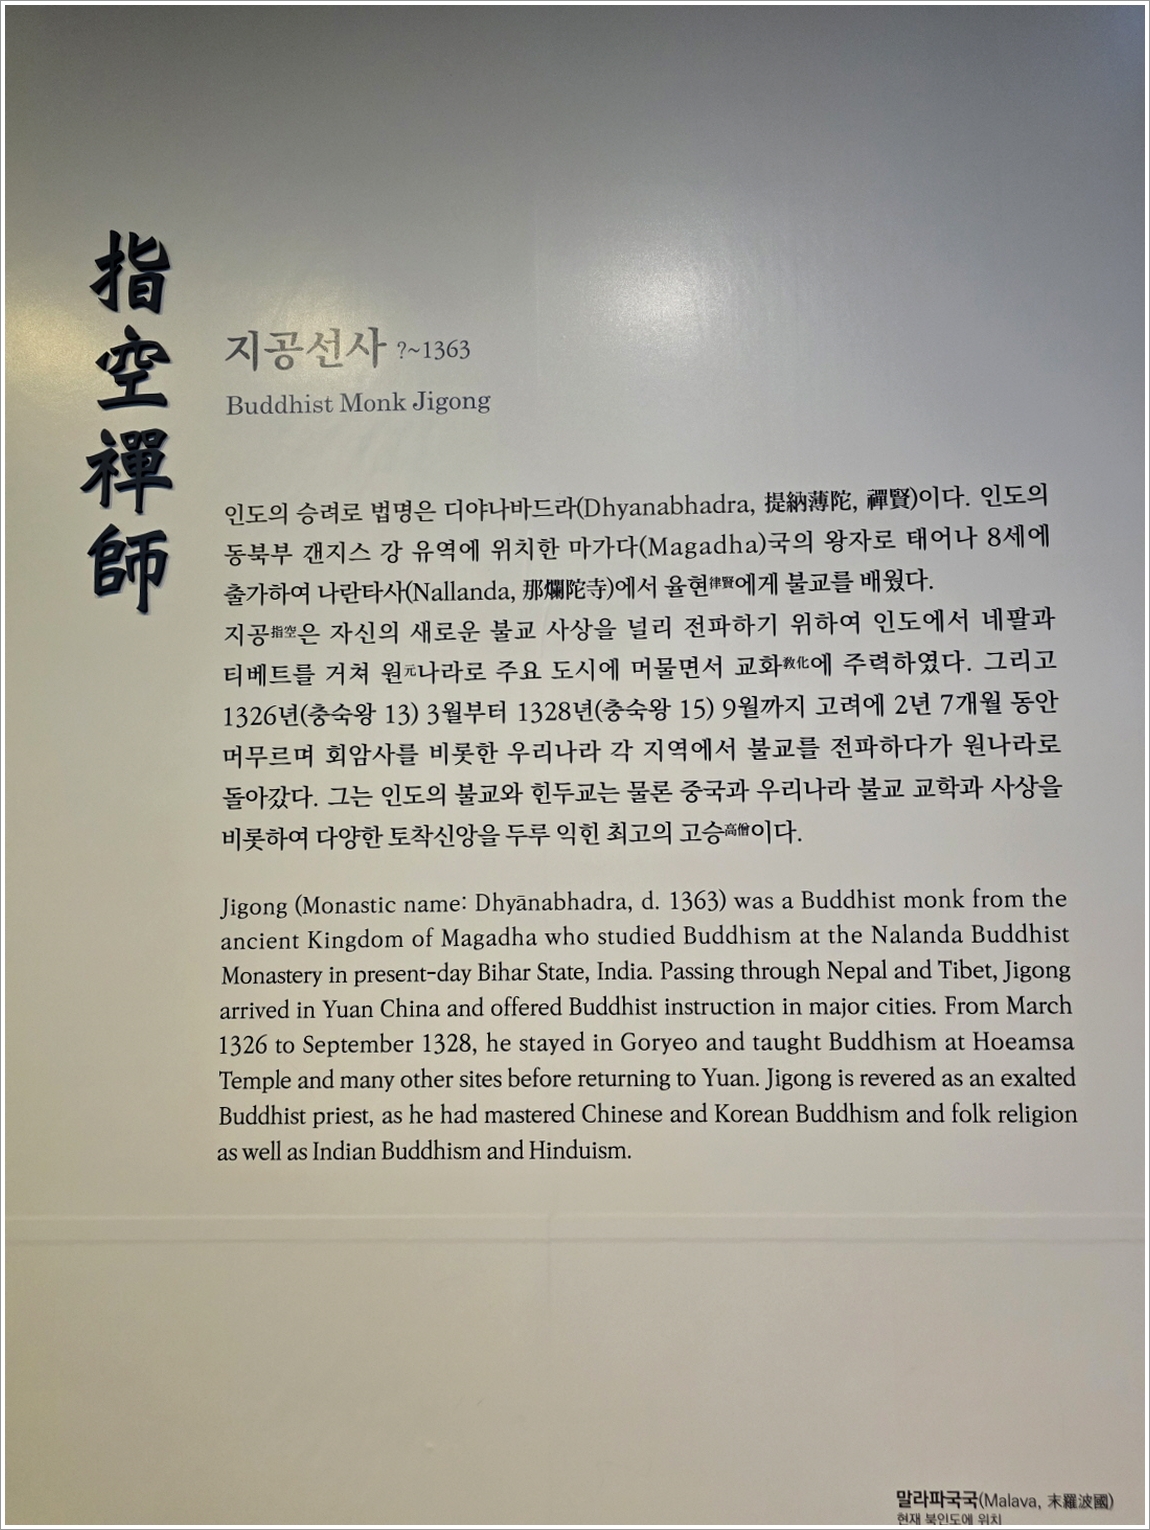 指空禪師
지공선사 ?~1363
Buddhist Monk Jigong
인도의 승려로 법명은 디야나바드라(Dhyanabhadra, 提納薄陀, 禪賢)이다. 인도의
동북부 갠지스 강 유역에 위치한 마가다(Magadha)국의 왕자로 태어나 8세에
출가하여 나란타사(Nallanda, 那爛陀寺)에서 율현律賢에게 불교를 배웠다.
지공指空은 자신의 새로운 불교 사상을 널리 전파하기 위하여 인도에서 네팔과
티베트를 거쳐 원元나라로 주요 도시에 머물면서 교화敎化에 주력하였다. 그리고
1326년(충숙왕 13) 3월부터 1328년(충숙왕 15) 9월까지 고려에 2년 7개월 동안
머무르며 회암사를 비롯한 우리나라 각 지역에서 불교를 전파하다가 원나라로
돌아갔다. 그는 인도의 불교와 힌두교는 물론 중국과 우리나라 불교 교학과 사상을
비롯하여 다양한 토착신앙을 두루 익힌 최고의 고승高僧이다.
Jigong (Monastic name: Dhyānabhadra, d. 1363) was a Buddhist monk from the
ancient Kingdom of Magadha who studied Buddhism at the Nalanda Buddhist
Monastery in present-day Bihar State, India. Passing through Nepal and Tibet, Jigong
arrived in Yuan China and offered Buddhist instruction in major cities. From March
1326 to September 1328, he stayed in Goryeo and taught Buddhism at Hoeamsa
Temple and many other sites before returning to Yuan. Jigong is revered as an exalted
Buddhist priest, as he had mastered Chinese and Korean Buddhism and folk religion
as well as Indian Buddhism and Hinduism.
말라파국국(Malava, 末羅波國)
현재 북인도에 위치